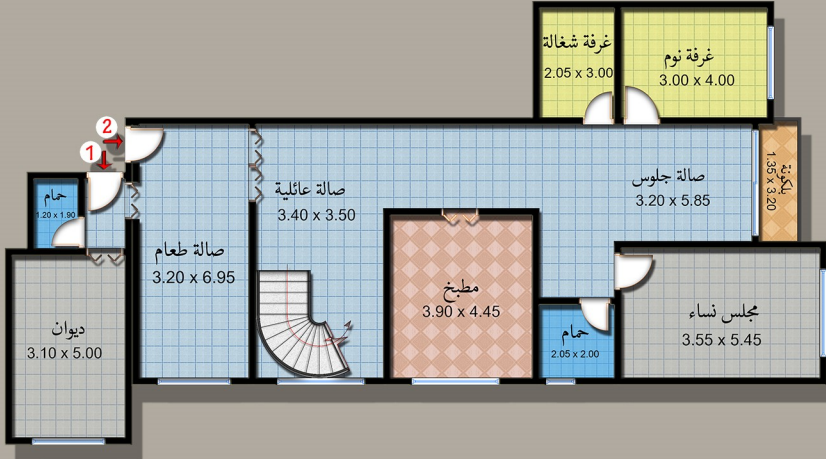 غرفة شغالة
2.05 x 3.00
غرفة نوم
3.00 x 4.00
2
1
حمام
1.20 x 1.90
صالة طعام
3.20 x 6.95
صالة عائلية
3.40 x 3.50
صالة جلوس
3.20 x 5.85
بلكونة
1.35 x 3.20
ديوان
3.10 x 5.00
مطبخ
3.90 x 4.45
حمام
2.05 x 2.00
مجلس نساء
3.55 x 5.45